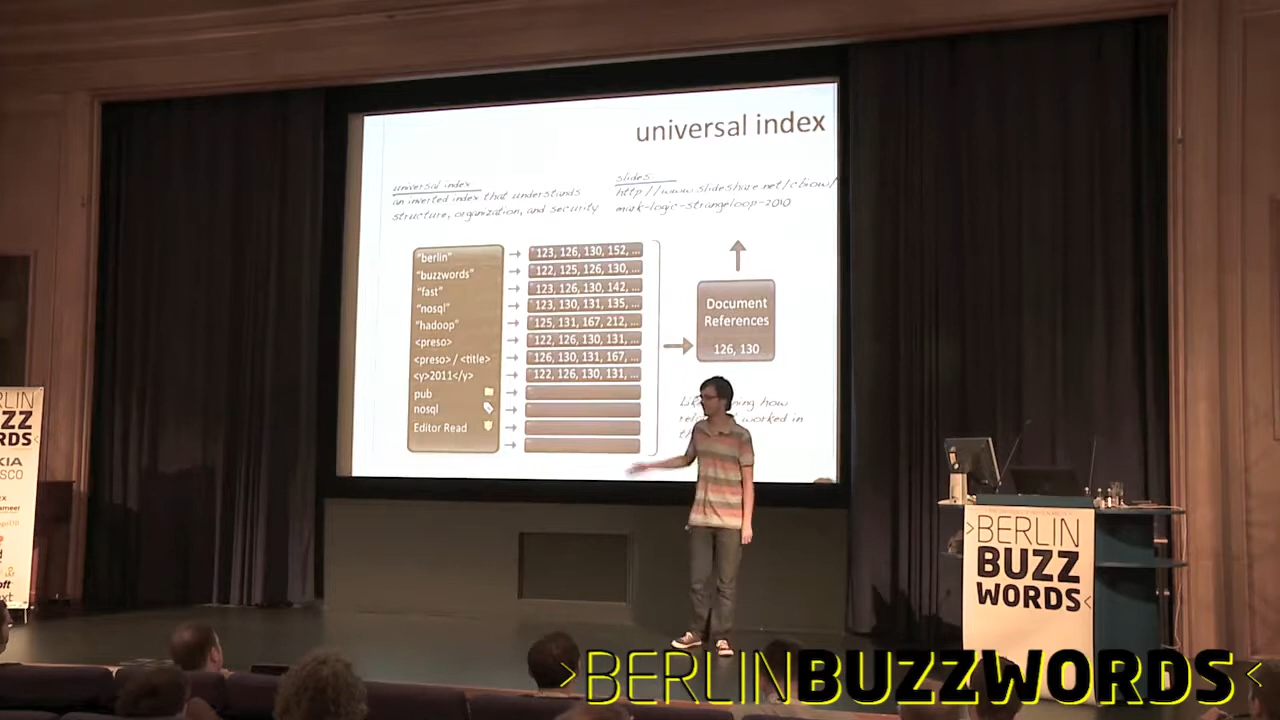 universal index
universal index
an inverted index that understands
structure, organization, and security
slides
http://www.slideshare.net/cbiow/
mark-logic-strangeloop-2010
"berlin"
123, 126, 130, 152, ...
"buzzwords"
122, 125, 126, 130, ...
"fast"
123, 126, 130, 142, ...
"nosql"
123, 130, 131, 135, ...
"hadoop"
125, 131, 167, 212, ...
<preso>
122, 126, 130, 131, ...
<preso> / <title>
126, 130, 131, 167, ...
<y>2011</y>
122, 126, 130, 131, ...
pub
nosql
Editor Read
Document
References
126, 130
how
worked in
>BERLIN
BUZZ
WORDS<
>BERLINBUZZWORDS<